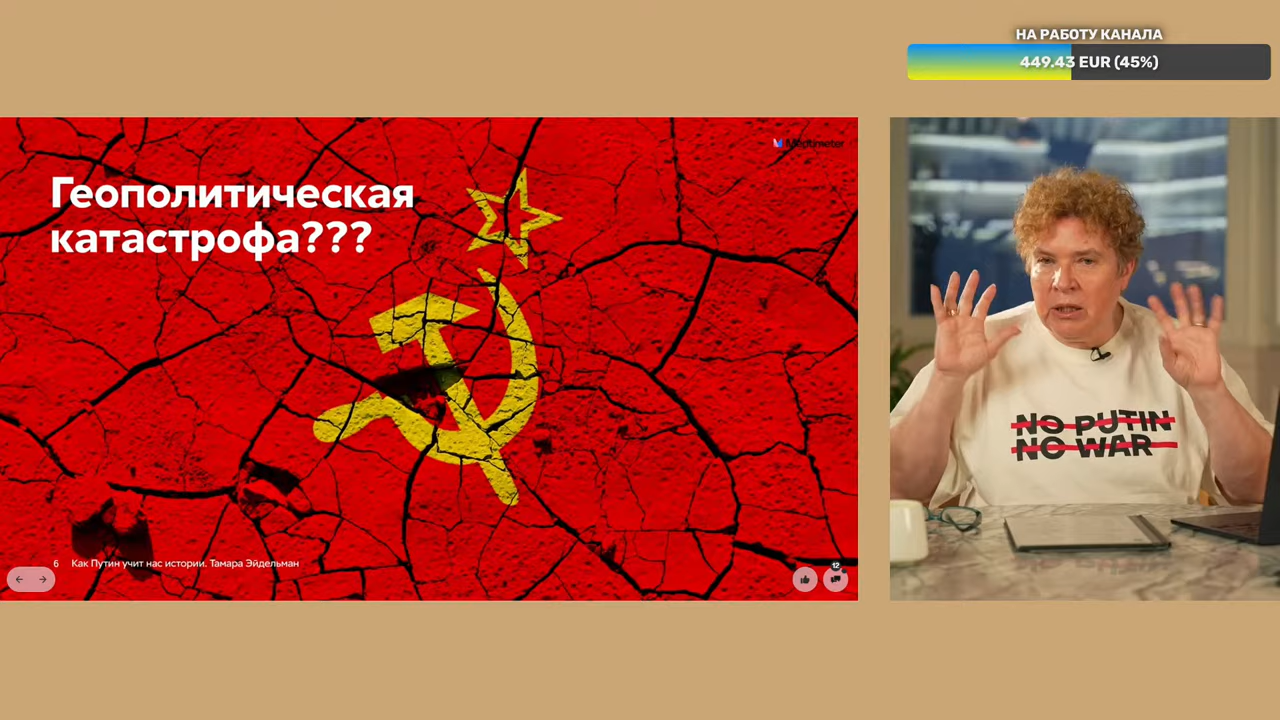 НА РАБОТУ КАНАЛА
449.43 EUR (45%)
Mentimeter
Геополитическая
катастрофа???
NO PUTIN
NO WAR
6 Как Путин учит нас истории. Тамара Эйдельман
12